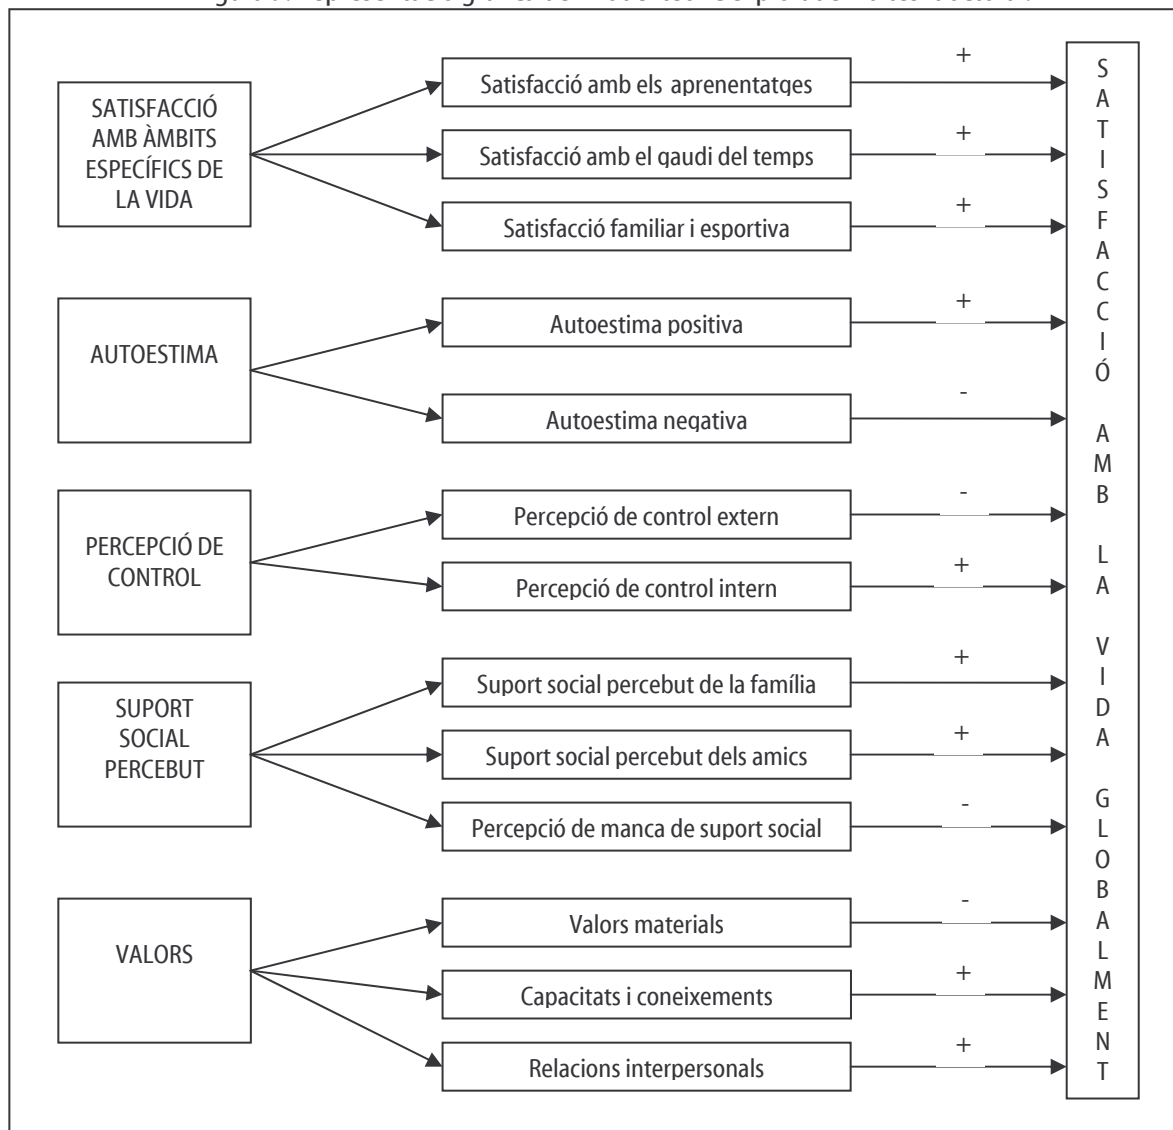 SATISFACCIÓ
AMB ÀMBITS
ESPECÍFICS DE
LA VIDA
Satisfacció amb els aprenentatges
+
Satisfacció amb el gaudi del temps
+
Satisfacció familiar i esportiva
+
AUTOESTIMA
Autoestima positiva
+
Autoestima negativa
-
PERCEPCIÓ DE
CONTROL
Percepció de control extern
-
Percepció de control intern
+
SUPORT
SOCIAL
PERCEBUT
Suport social percebut de la família
+
Suport social percebut dels amics
+
Percepció de manca de suport social
-
VALORS
Valors materials
-
Capacitats i coneixements
+
Relacions interpersonals
+
SATISFACCIÓ AMB LA VIDA GLOBALMENT